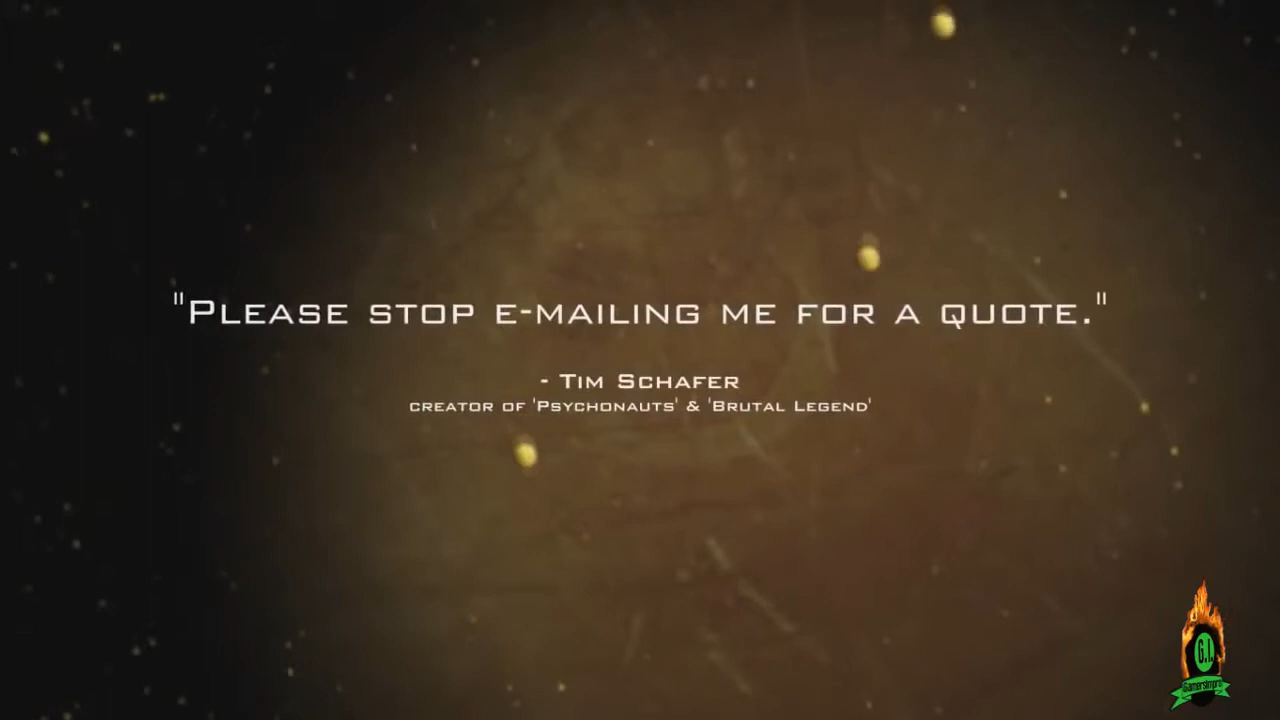 "Please stop e-mailing me for a quote."
- Tim Schafer
creator of 'Psychonauts' & 'Brutal Legend'
G.I.